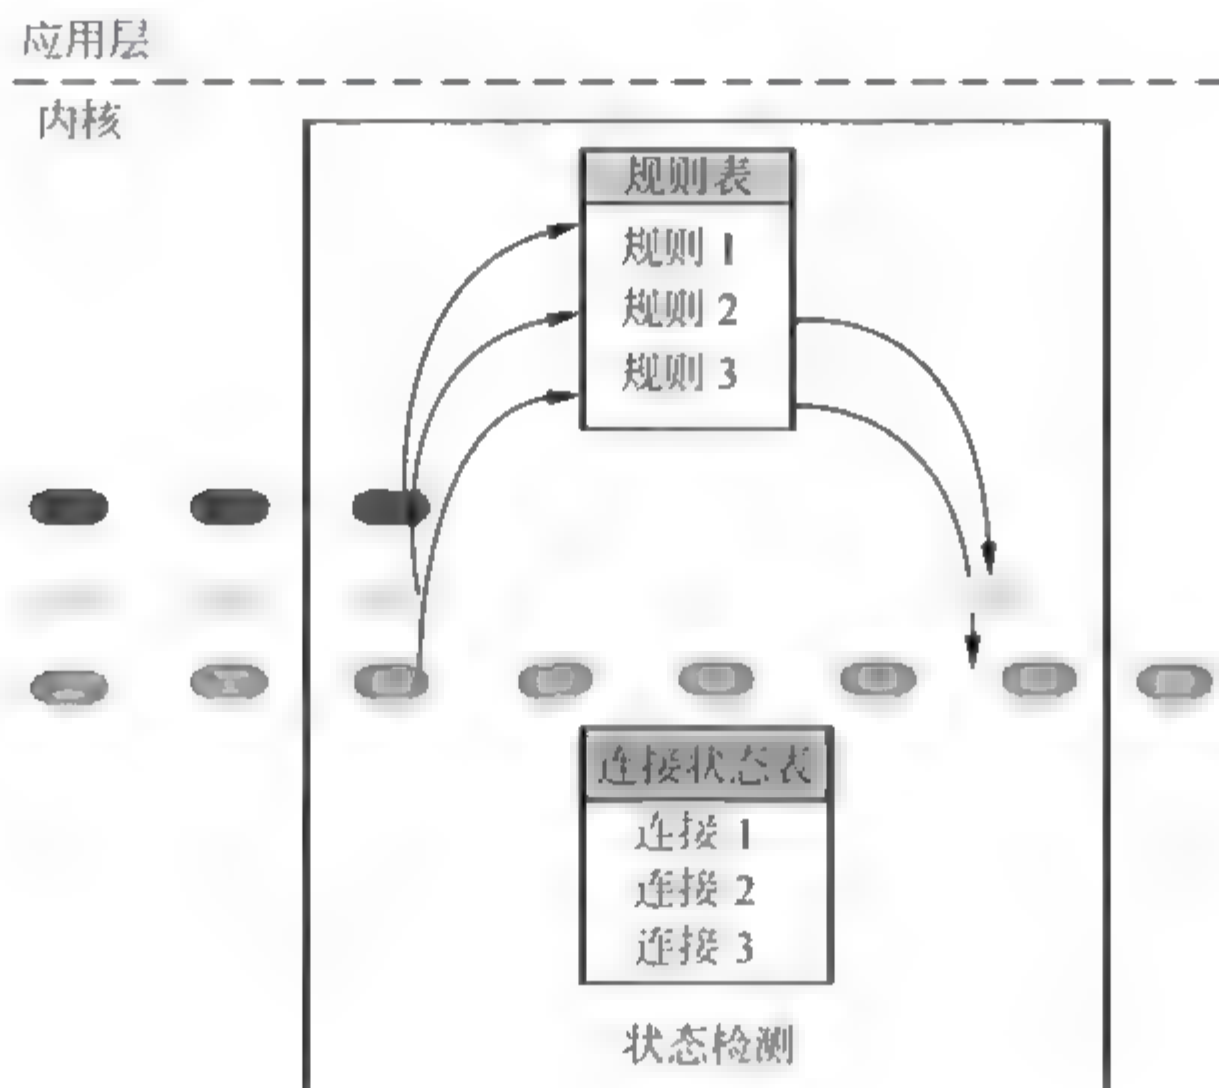 应用层
内核
规则表
规则 1
规则 2
规则 3
连接状态表
连接 1
连接 2
连接 3
状态检测